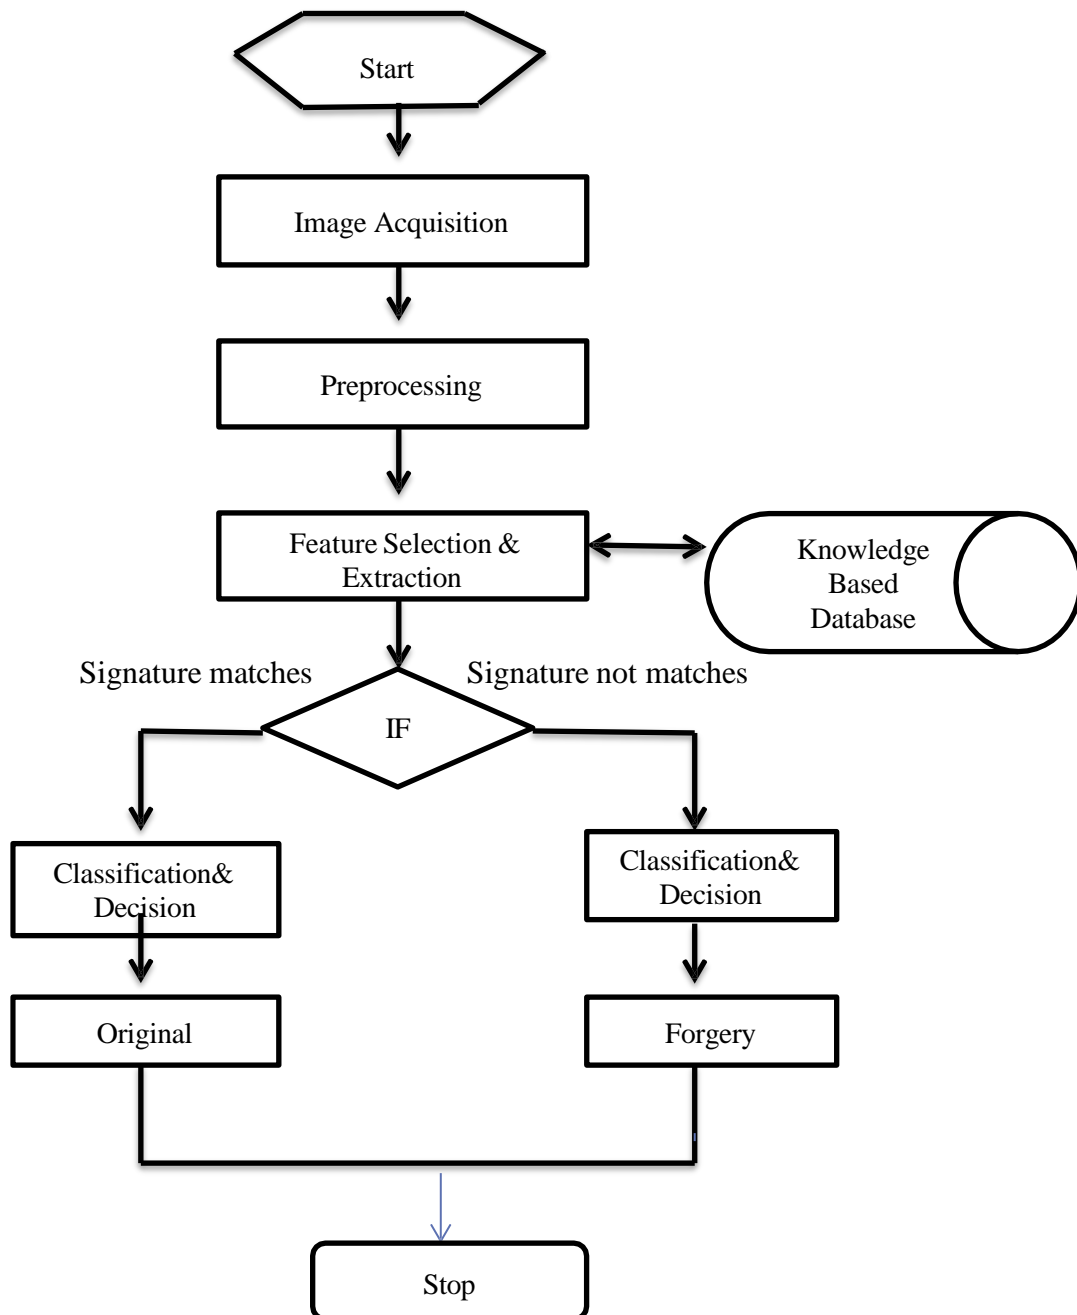 Start
Image Acquisition
Preprocessing
Feature Selection &
Extraction
Knowledge
Based
Database
Signature matches
Signature not matches
IF
Classification&
Decision
Classification&
Decision
Original
Forgery
Stop